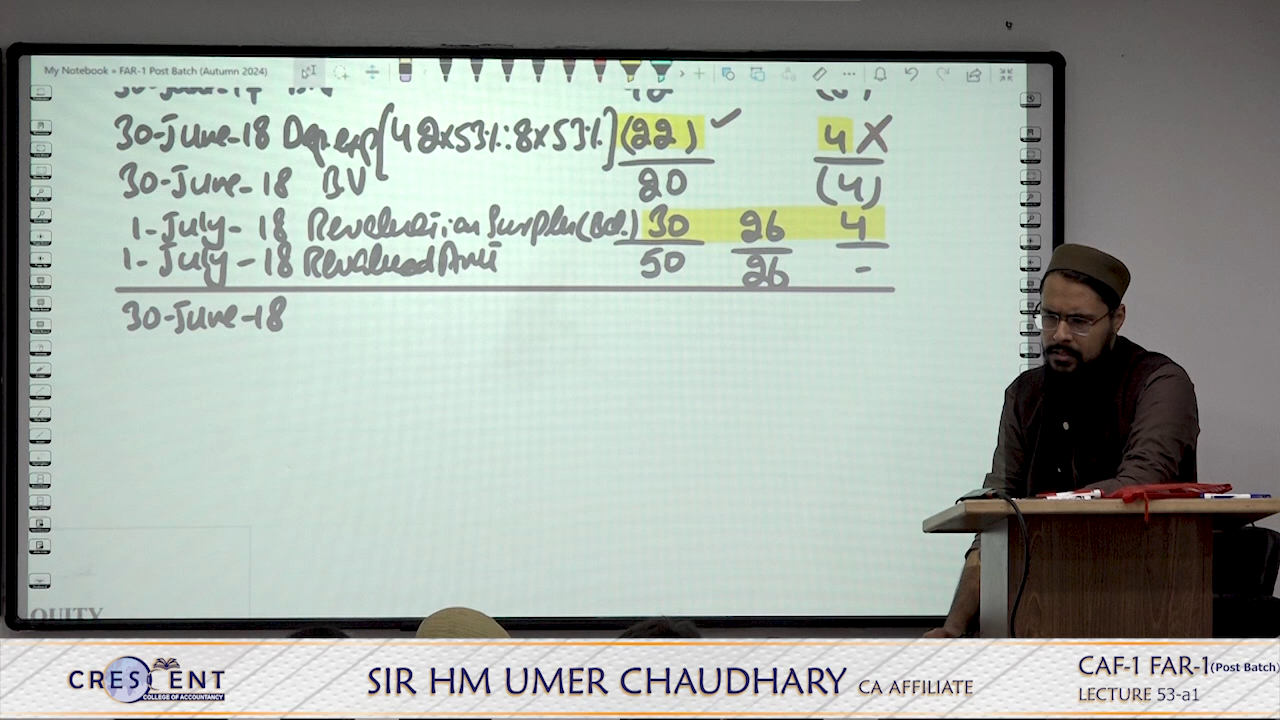 My Notebook » FAR-1 Post Batch (Autumn 2024)
30-June-18 Dep.exp[42x53%:8x53%] (22) ✓ 4 X
30-June-18 BV 20 (4)
1-July-18 Revaluation Surplus(Bal.) 30 26 4
1-July-18 Revalued Amt 50 26 -
30-June-18
QUITY
CRESCENT
COLLEGE OF ACCOUNTANCY
SIR HM UMER CHAUDHARY CA AFFILIATE
CAF-1 FAR-1 (Post Batch)
LECTURE 53-a1